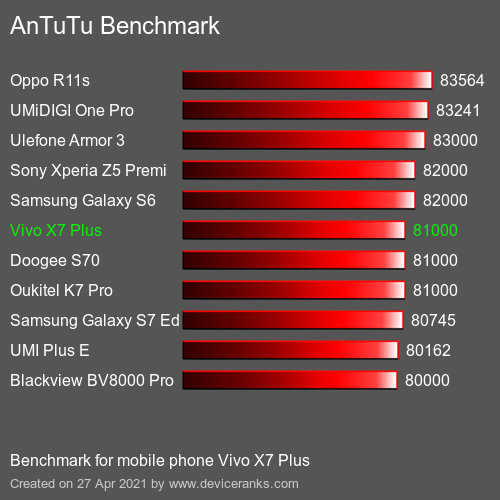 AnTuTu Benchmark
Oppo R11s 83564
UMiDIGI One Pro 83241
Ulefone Armor 3 83000
Sony Xperia Z5 Premi 82000
Samsung Galaxy S6 82000
Vivo X7 Plus 81000
Doogee S70 81000
Oukitel K7 Pro 81000
Samsung Galaxy S7 Ed 80745
UMI Plus E 80162
Blackview BV8000 Pro 80000
Benchmark for mobile phone Vivo X7 Plus
Created on 27 Apr 2021 by www.deviceranks.com